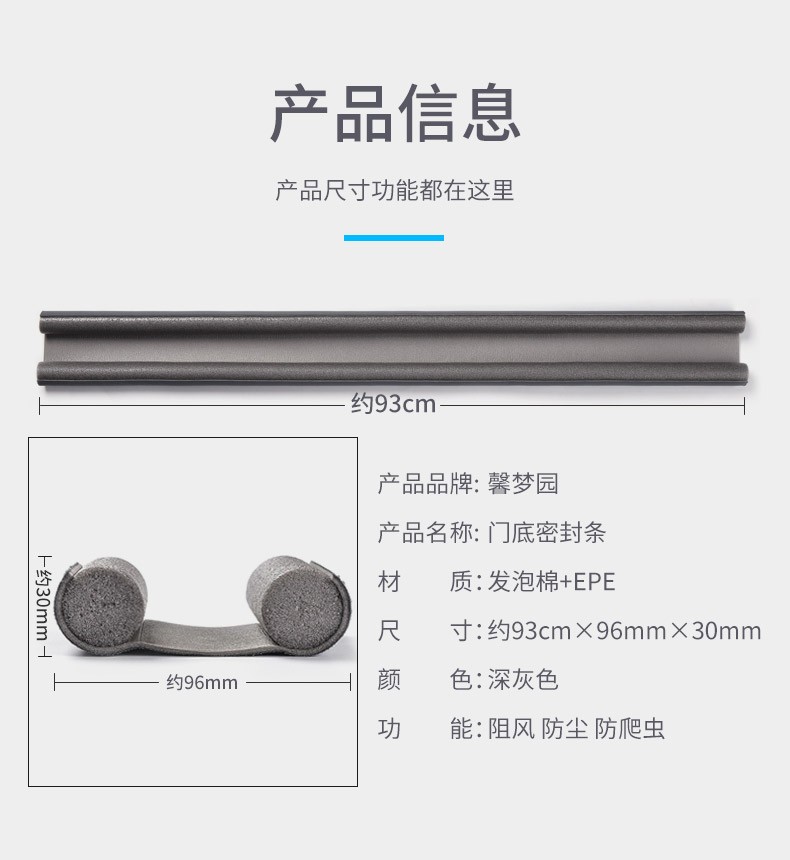 产品信息
产品尺寸功能都在这里
约93cm
产品品牌: 馨梦园
产品名称: 门底密封条
材 质: 发泡棉+EPE
尺 寸: 约93cm×96mm×30mm
颜 色: 深灰色
功 能: 阻风 防尘 防爬虫
约30mm
约96mm